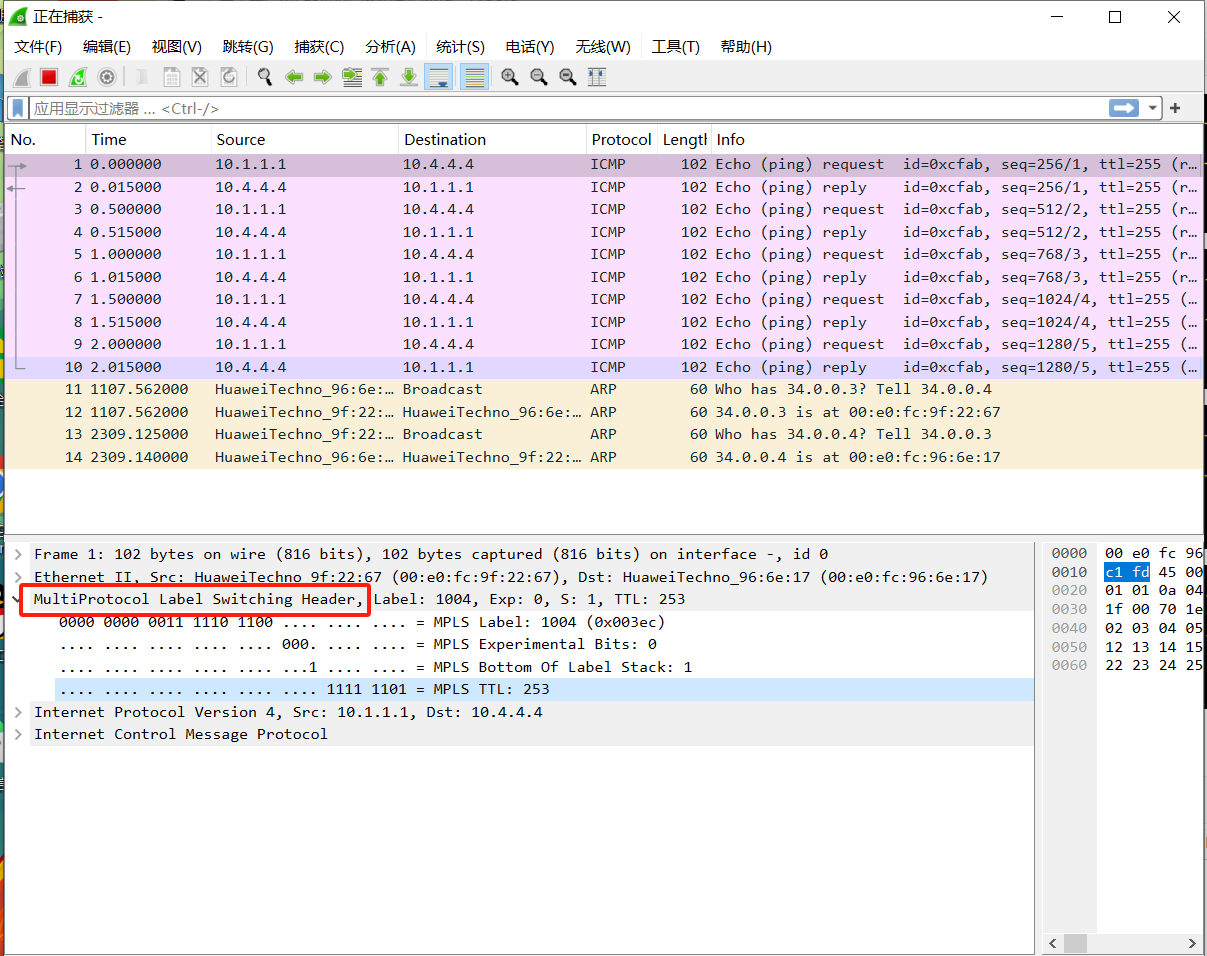 正在捕获 -
文件(F) 编辑(E) 视图(V) 跳转(G) 捕获(C) 分析(A) 统计(S) 电话(Y) 无线(W) 工具(T) 帮助(H)
应用显示过滤器 … <Ctrl-/>
No. Time Source Destination Protocol Lengtl Info
1 0.000000 10.1.1.1 10.4.4.4 ICMP 102 Echo (ping) request id=0xcfab, seq=256/1, ttl=255 (r…
2 0.015000 10.4.4.4 10.1.1.1 ICMP 102 Echo (ping) reply id=0xcfab, seq=256/1, ttl=255 (r…
3 0.500000 10.1.1.1 10.4.4.4 ICMP 102 Echo (ping) request id=0xcfab, seq=512/2, ttl=255 (r…
4 0.515000 10.4.4.4 10.1.1.1 ICMP 102 Echo (ping) reply id=0xcfab, seq=512/2, ttl=255 (r…
5 1.000000 10.1.1.1 10.4.4.4 ICMP 102 Echo (ping) request id=0xcfab, seq=768/3, ttl=255 (r…
6 1.015000 10.4.4.4 10.1.1.1 ICMP 102 Echo (ping) reply id=0xcfab, seq=768/3, ttl=255 (r…
7 1.500000 10.1.1.1 10.4.4.4 ICMP 102 Echo (ping) request id=0xcfab, seq=1024/4, ttl=255 (…
8 1.515000 10.4.4.4 10.1.1.1 ICMP 102 Echo (ping) reply id=0xcfab, seq=1024/4, ttl=255 (…
9 2.000000 10.1.1.1 10.4.4.4 ICMP 102 Echo (ping) request id=0xcfab, seq=1280/5, ttl=255 (…
10 2.015000 10.4.4.4 10.1.1.1 ICMP 102 Echo (ping) reply id=0xcfab, seq=1280/5, ttl=255 (…
11 1107.562000 HuaweiTechno_96:6e:… Broadcast ARP 60 Who has 34.0.0.3? Tell 34.0.0.4
12 1107.562000 HuaweiTechno_9f:22:… HuaweiTechno_96:6e:… ARP 60 34.0.0.3 is at 00:e0:fc:9f:22:67
13 2309.125000 HuaweiTechno_9f:22:… Broadcast ARP 60 Who has 34.0.0.4? Tell 34.0.0.3
14 2309.140000 HuaweiTechno_96:6e:… HuaweiTechno_9f:22:… ARP 60 34.0.0.4 is at 00:e0:fc:96:6e:17
Frame 1: 102 bytes on wire (816 bits), 102 bytes captured (816 bits) on interface -, id 0
Ethernet II, Src: HuaweiTechno_9f:22:67 (00:e0:fc:9f:22:67), Dst: HuaweiTechno_96:6e:17 (00:e0:fc:96:6e:17)
MultiProtocol Label Switching Header, Label: 1004, Exp: 0, S: 1, TTL: 253
0000 0000 0011 1110 1100 .... .... .... = MPLS Label: 1004 (0x003ec)
.... .... .... .... .... 000. .... .... = MPLS Experimental Bits: 0
.... .... .... .... .... ...1 .... .... = MPLS Bottom Of Label Stack: 1
.... .... .... .... .... .... 1111 1101 = MPLS TTL: 253
Internet Protocol Version 4, Src: 10.1.1.1, Dst: 10.4.4.4
Internet Control Message Protocol
0000 00 e0 fc 96
0010 c1 fd 45 00
0020 01 01 0a 04
0030 1f 00 70 1e
0040 02 03 04 05
0050 12 13 14 15
0060 22 23 24 25